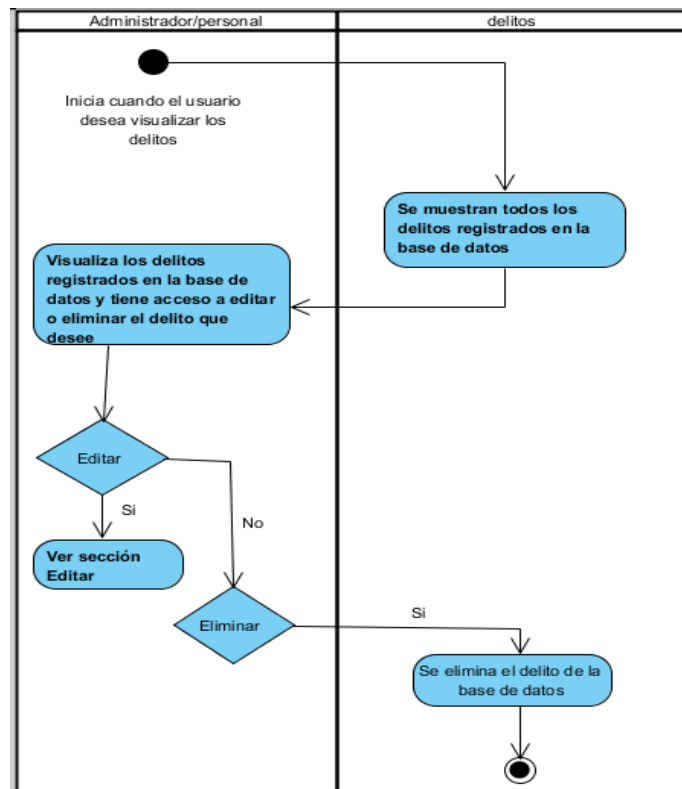 Administrador/personal
delitos
Inicia cuando el usuario
desea visualizar los
delitos
Se muestran todos los
delitos registrados en la
base de datos
Visualiza los delitos
registrados en la base de
datos y tiene acceso a editar
o eliminar el delito que
desee
Editar
Si
No
Ver sección
Editar
Eliminar
Si
Se elimina el delito de la
base de datos